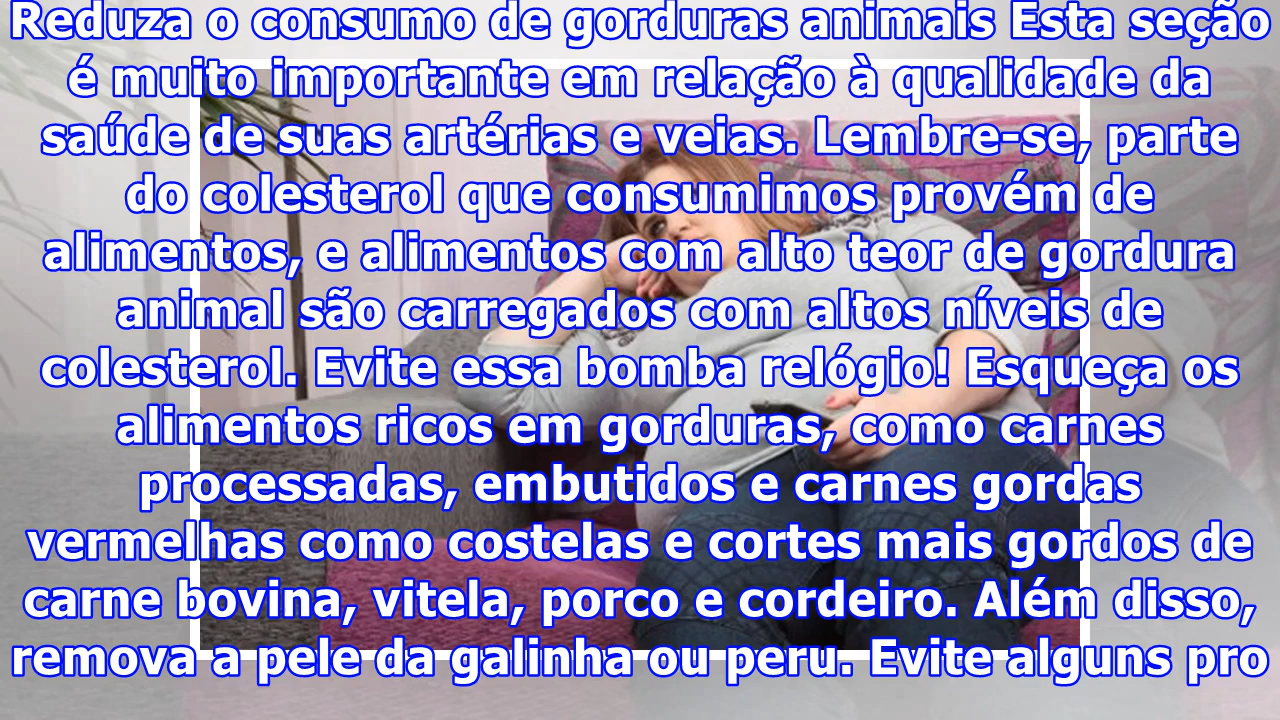 Reduza o consumo de gorduras animais Esta seção
é muito importante em relação à qualidade da
saúde de suas artérias e veias. Lembre-se, parte
do colesterol que consumimos provém de
alimentos, e alimentos com alto teor de gordura
animal são carregados com altos níveis de
colesterol. Evite essa bomba relógio! Esqueça os
alimentos ricos em gorduras, como carnes
processadas, embutidos e carnes gordas
vermelhas como costelas e cortes mais gordos de
carne bovina, vitela, porco e cordeiro. Além disso,
remova a pele da galinha ou peru. Evite alguns pro